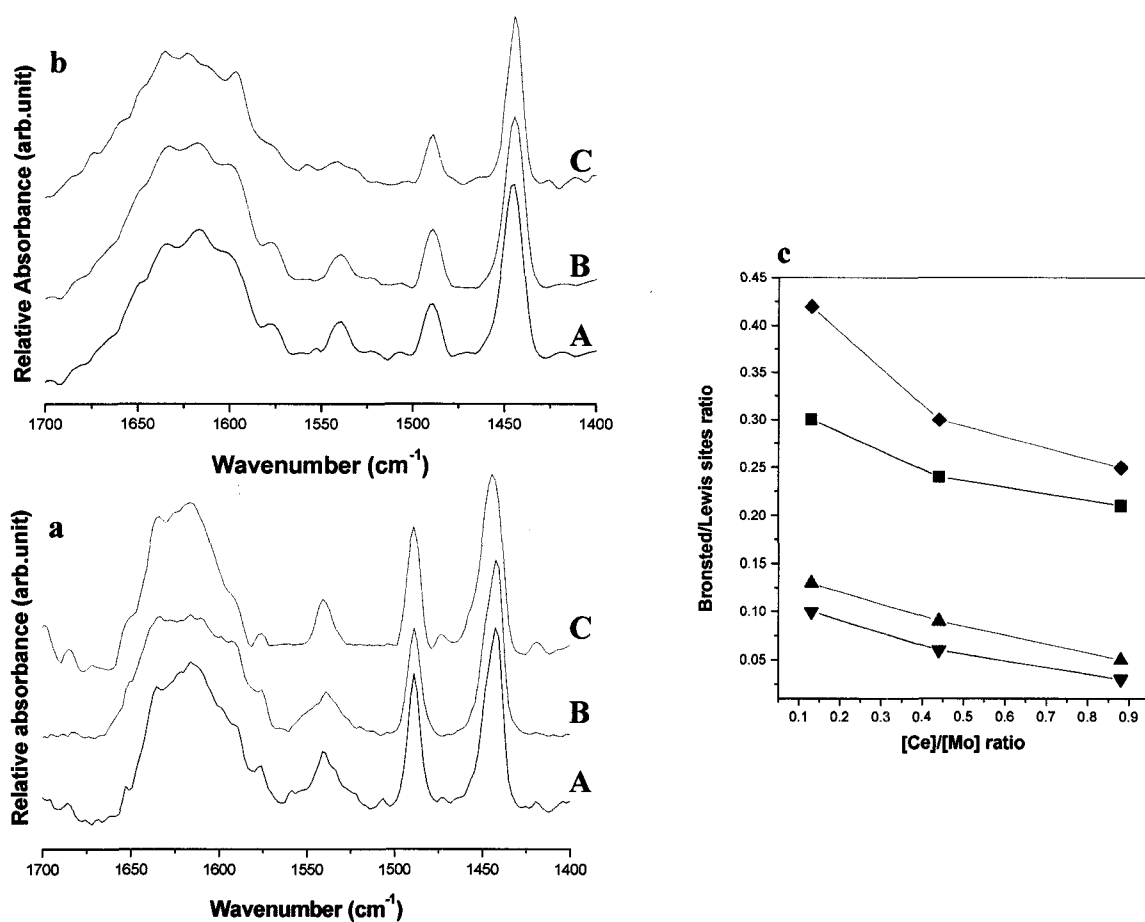 b
Relative Absorbance (arb.unit)
C
B
A
1700 1650 1600 1550 1500 1450 1400
Wavenumber (cm-1)
a
Relative absorbance (arb.unit)
C
B
A
1700 1650 1600 1550 1500 1450 1400
Wavenumber (cm-1)
c
Bronsted/Lewis sites ratio
0.45
0.40
0.35
0.30
0.25
0.20
0.15
0.10
0.05
0.1 0.2 0.3 0.4 0.5 0.6 0.7 0.8 0.9
[Ce]/[Mo] ratio